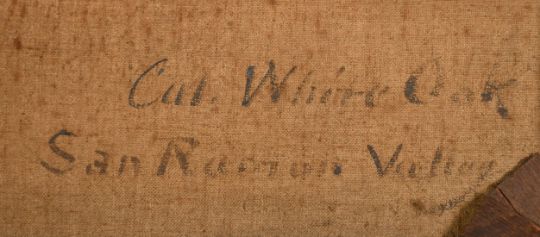 Cal. White Oak
San Ramon Valley